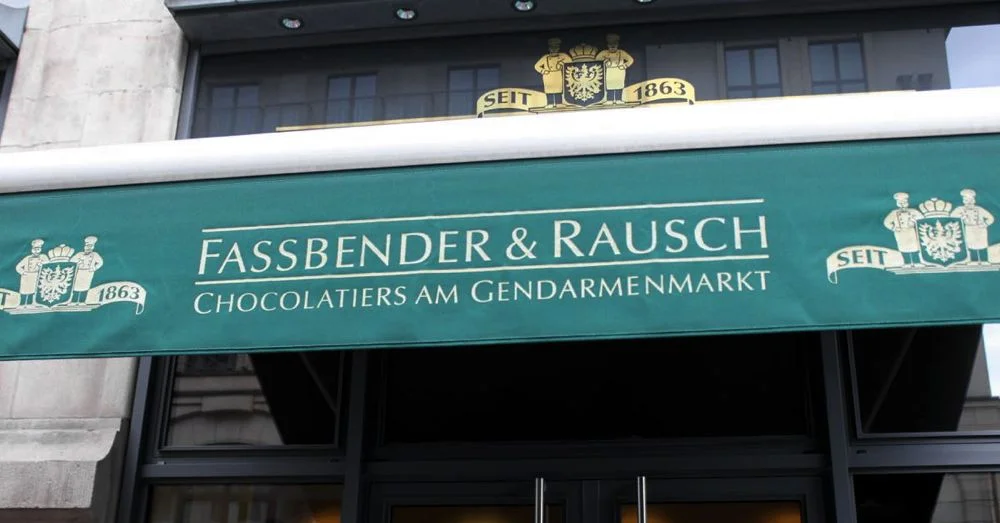 SEIT 1863
FASSBENDER & RAUSCH
CHOCOLATIERS AM GENDARMENMARKT
1863
SEIT